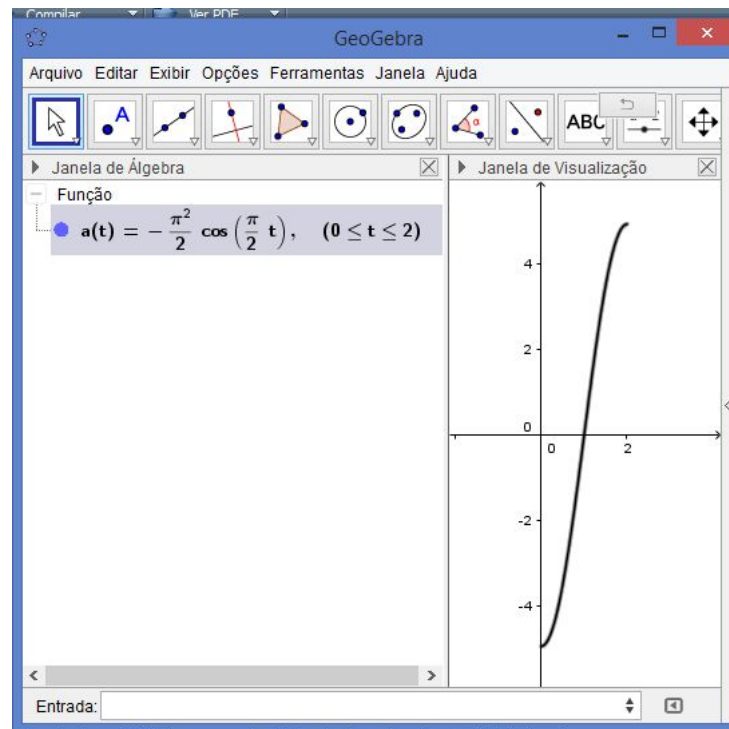 Compilar Ver PDF
GeoGebra
Arquivo Editar Exibir Opções Ferramentas Janela Ajuda
A α ABC
Janela de Álgebra
Janela de Visualização
Função
a(t) = − π²/2 cos (π/2 t), (0 ≤ t ≤ 2)
4
2
0
0 2
-2
-4
Entrada: